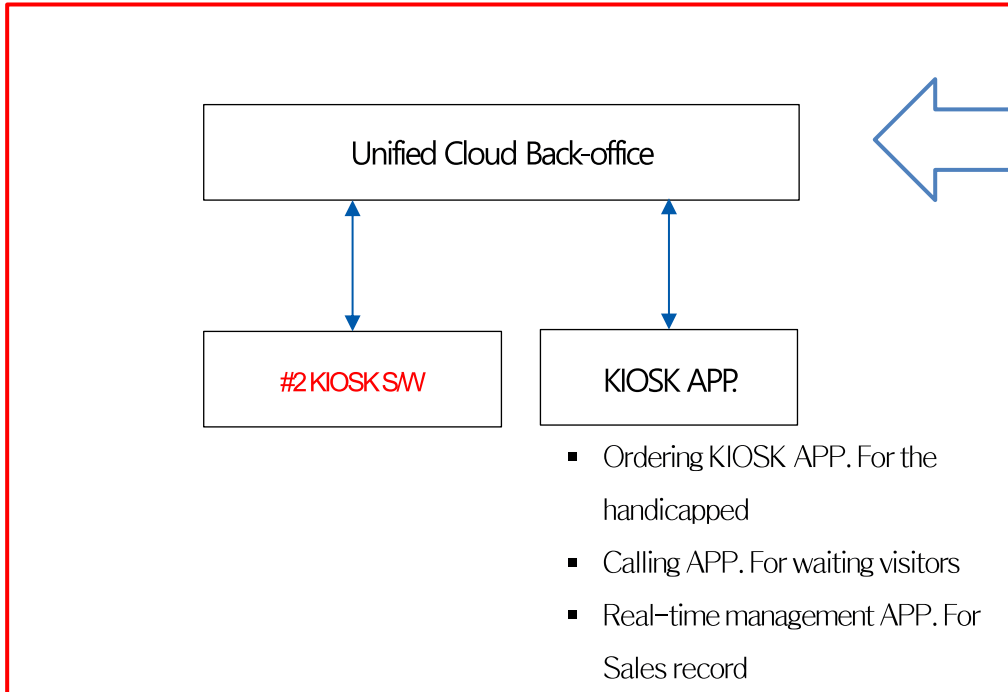 Unified Cloud Back-office
#2 KIOSK S/W
KIOSK APP.
▪ Ordering KIOSK APP. For the
handicapped
▪ Calling APP. For waiting visitors
▪ Real-time management APP. For
Sales record